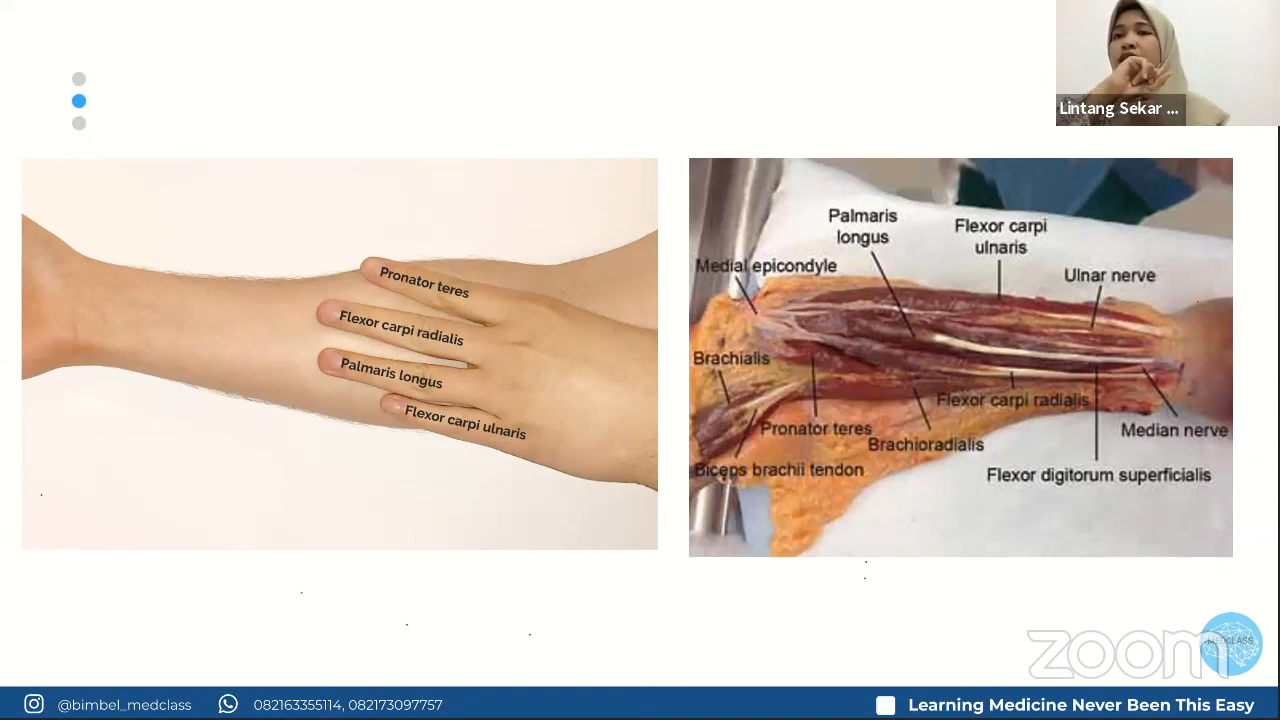 Lintang Sekar ...
Pronator teres
Flexor carpi radialis
Palmaris longus
Flexor carpi ulnaris
Palmaris
longus
Flexor carpi
ulnaris
Medial epicondyle
Ulnar nerve
Brachialis
Flexor carpi radialis
Pronator teres
Brachioradialis
Median nerve
Biceps brachii tendon
Flexor digitorum superficialis
zoom
MEDCLASS
@bimbel_medclass
082163355114, 082173097757
Learning Medicine Never Been This Easy